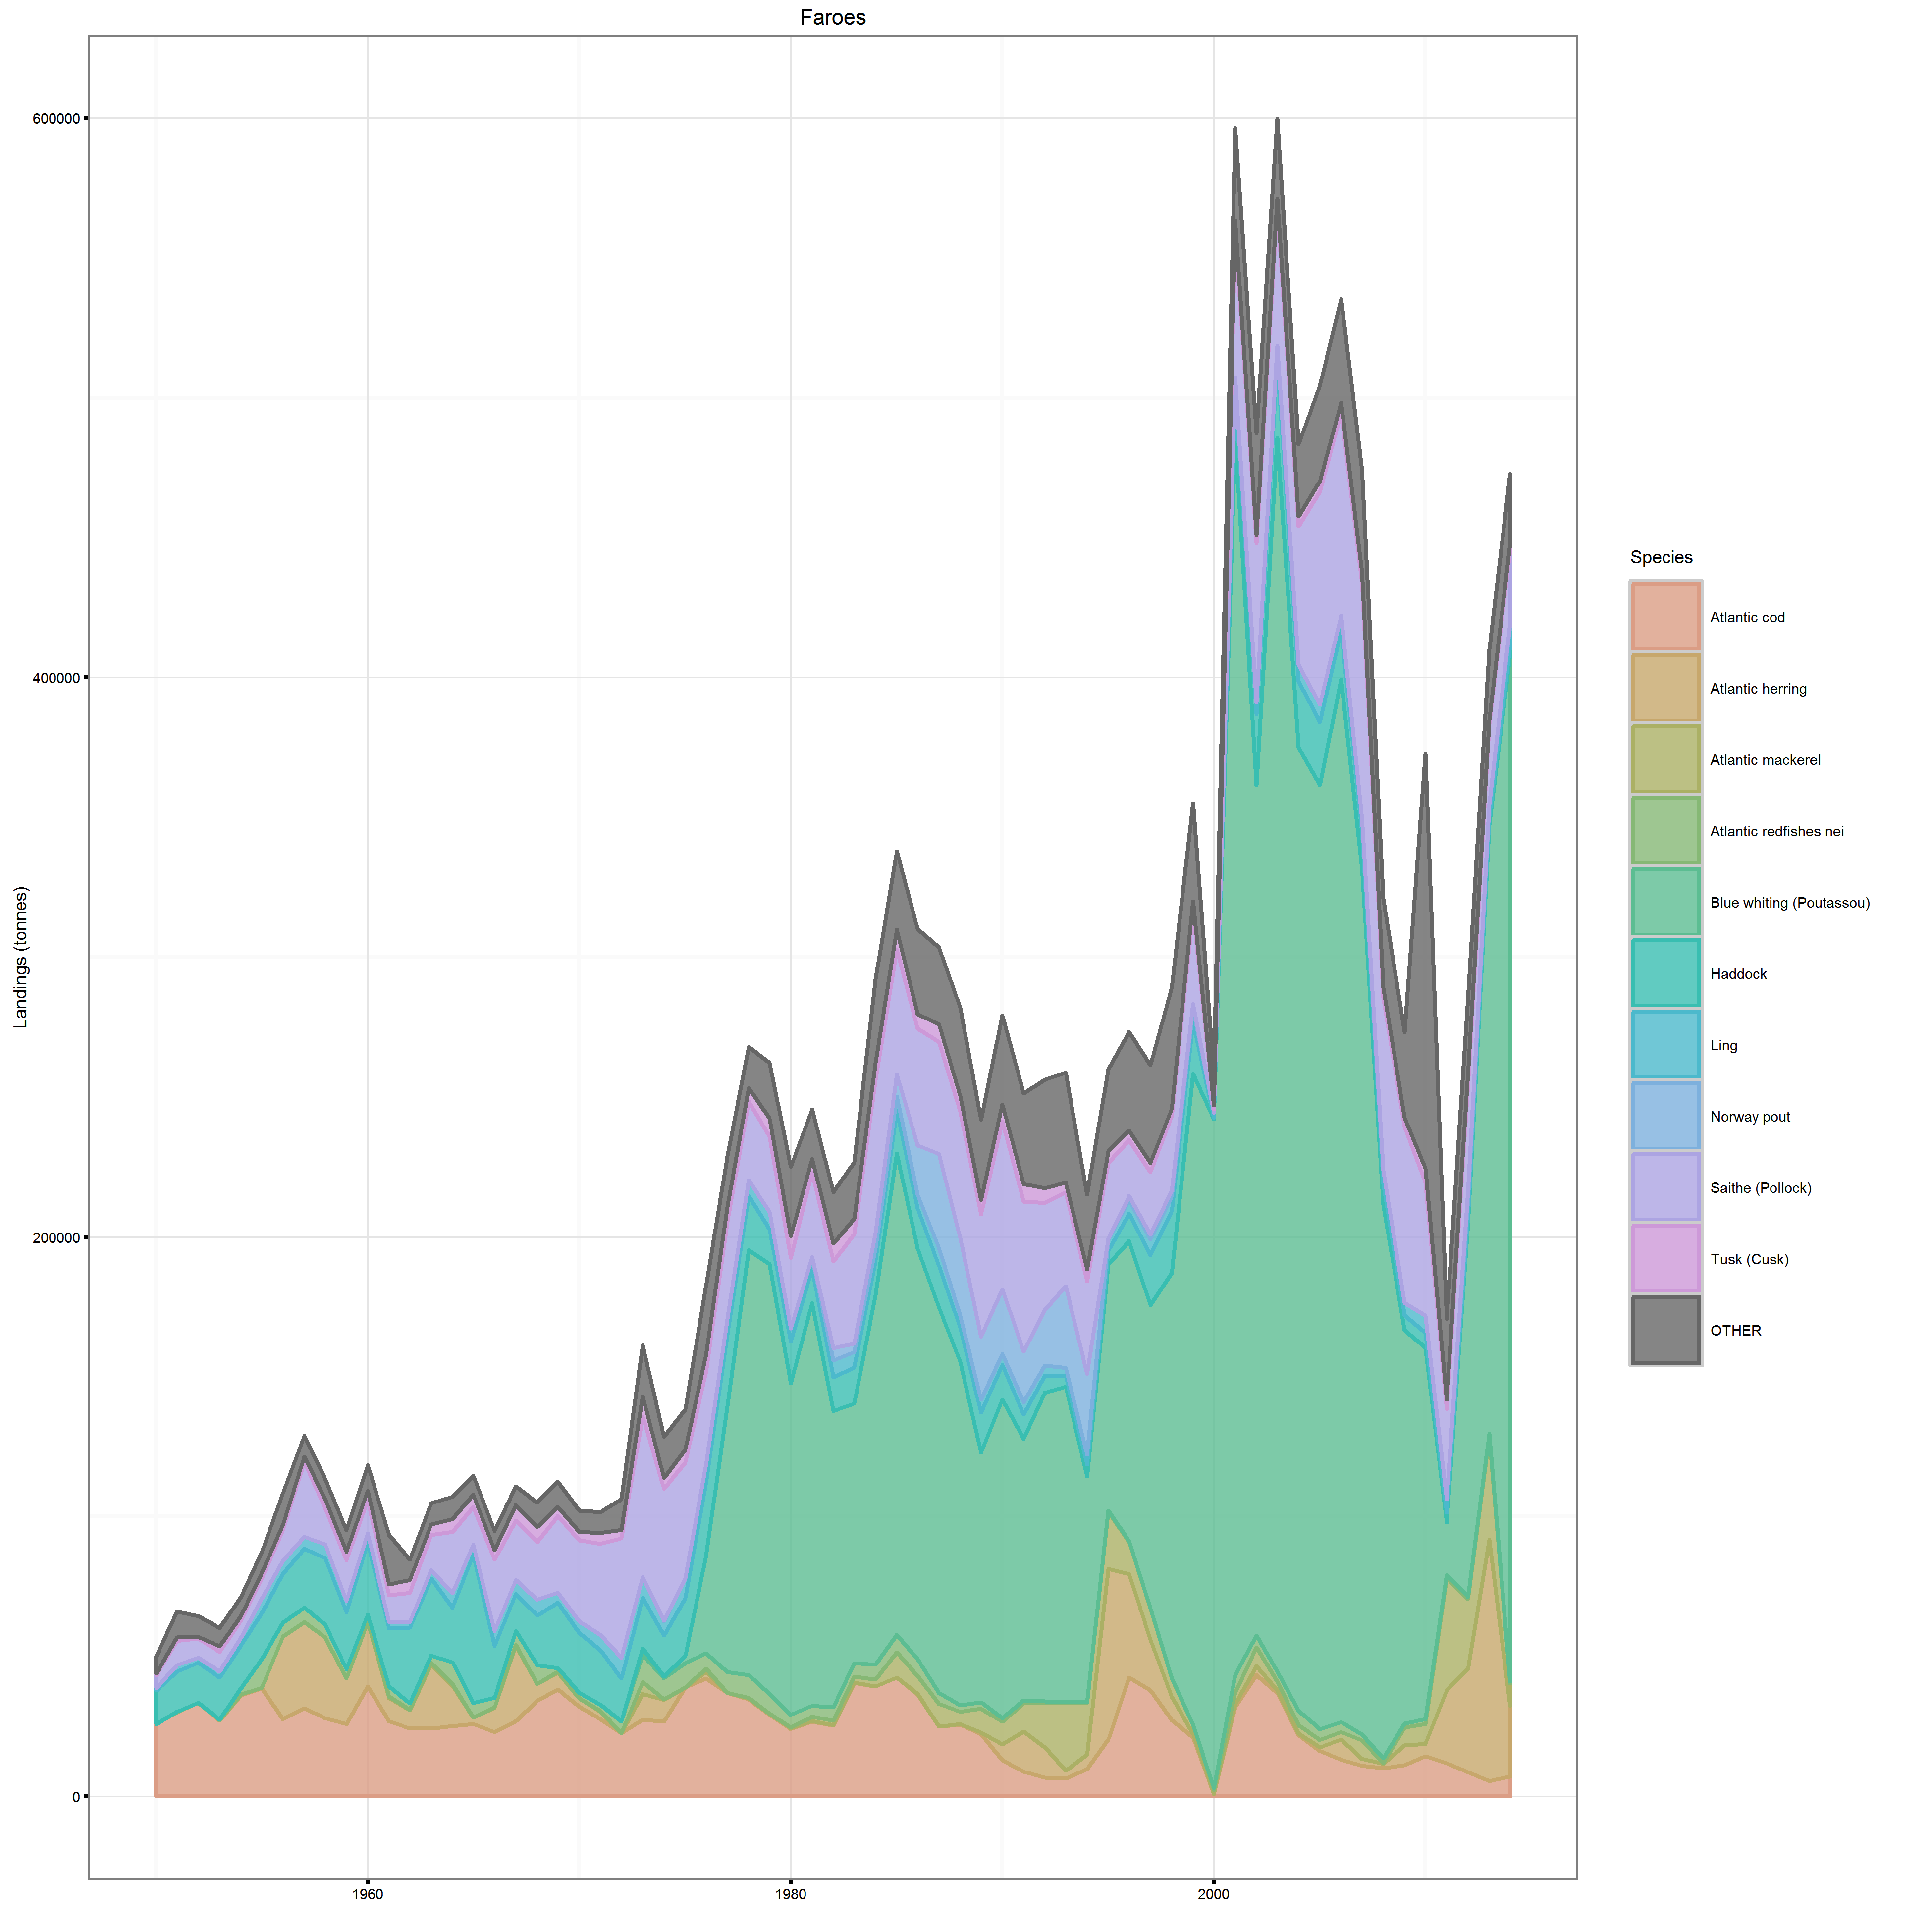 Faroes
600000
400000
200000
0
Landings (tonnes)
1960
1980
2000
Species
Atlantic cod
Atlantic herring
Atlantic mackerel
Atlantic redfishes nei
Blue whiting (Poutassou)
Haddock
Ling
Norway pout
Saithe (Pollock)
Tusk (Cusk)
OTHER